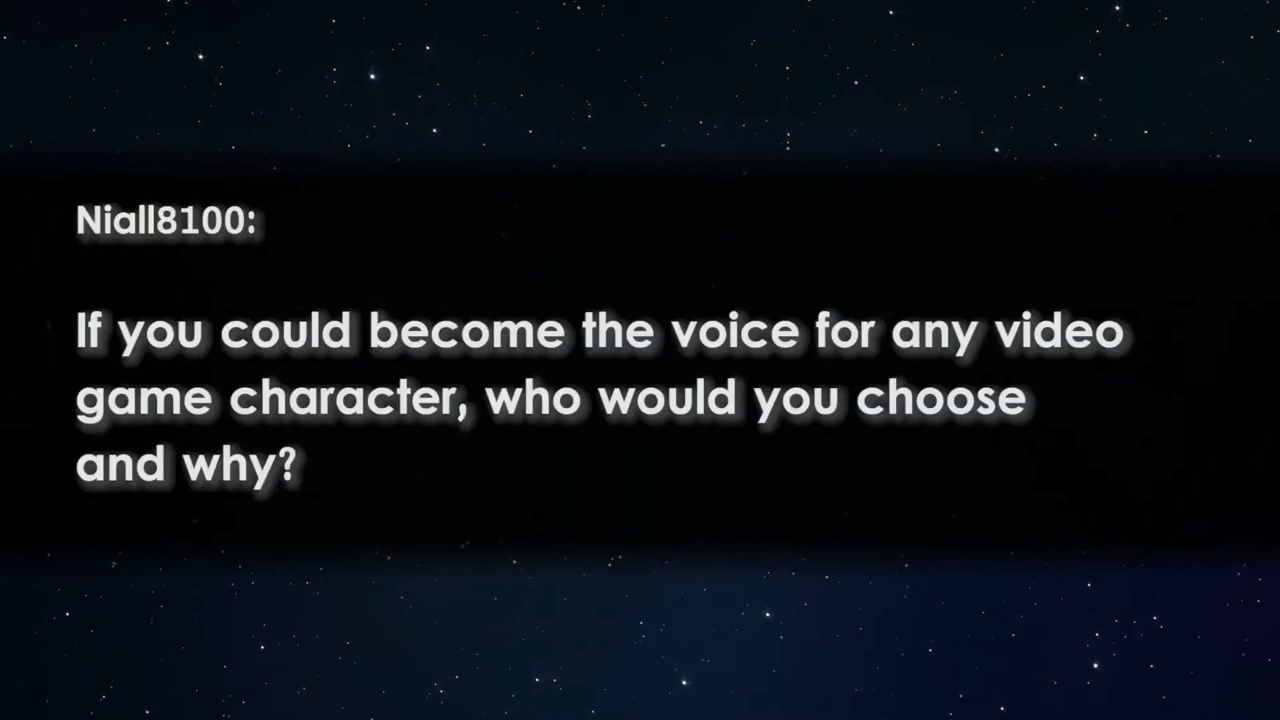 Niall8100:
If you could become the voice for any video
game character, who would you choose
and why?